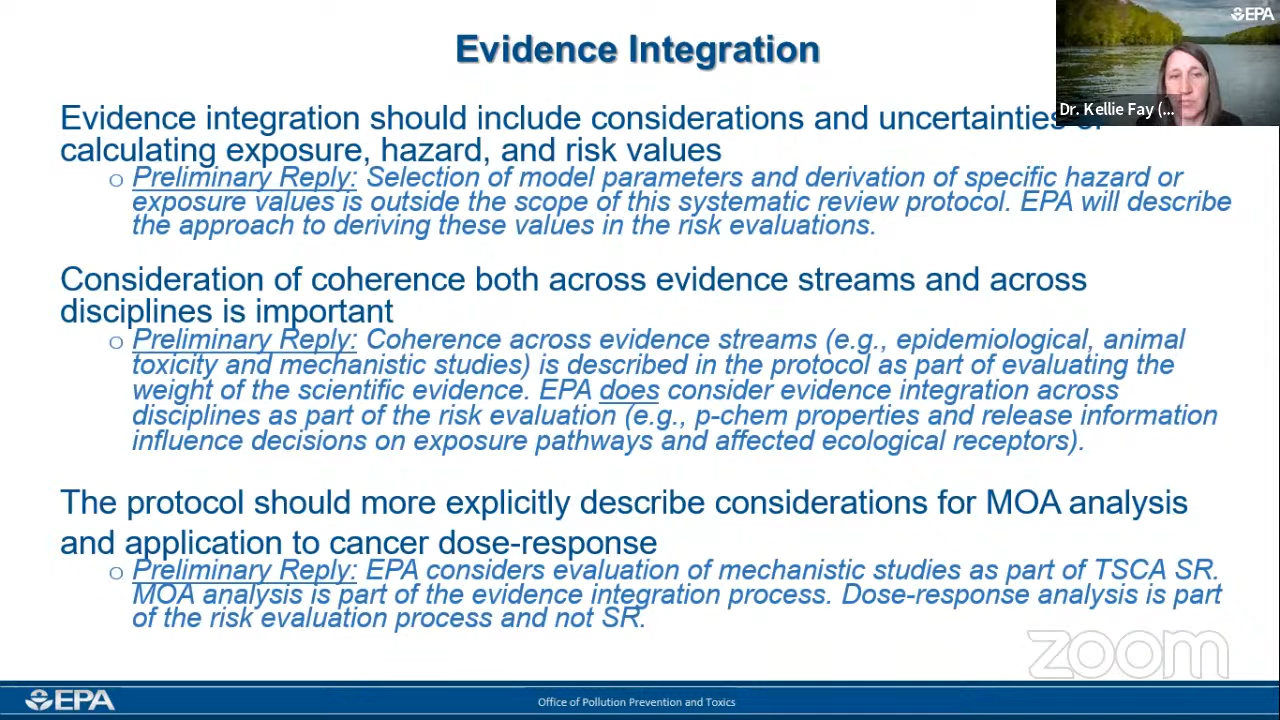 Evidence Integration
EPA
Dr. Kellie Fay (...
Evidence integration should include considerations and uncertainties
calculating exposure, hazard, and risk values
o Preliminary Reply: Selection of model parameters and derivation of specific hazard or
exposure values is outside the scope of this systematic review protocol. EPA will describe
the approach to deriving these values in the risk evaluations.
Consideration of coherence both across evidence streams and across
disciplines is important
o Preliminary Reply: Coherence across evidence streams (e.g., epidemiological, animal
toxicity and mechanistic studies) is described in the protocol as part of evaluating the
weight of the scientific evidence. EPA does consider evidence integration across
disciplines as part of the risk evaluation (e.g., p-chem properties and release information
influence decisions on exposure pathways and affected ecological receptors).
The protocol should more explicitly describe considerations for MOA analysis
and application to cancer dose-response
o Preliminary Reply: EPA considers evaluation of mechanistic studies as part of TSCA SR.
MOA analysis is part of the evidence integration process. Dose-response analysis is part
of the risk evaluation process and not SR.
zoom
EPA
Office of Pollution Prevention and Toxics